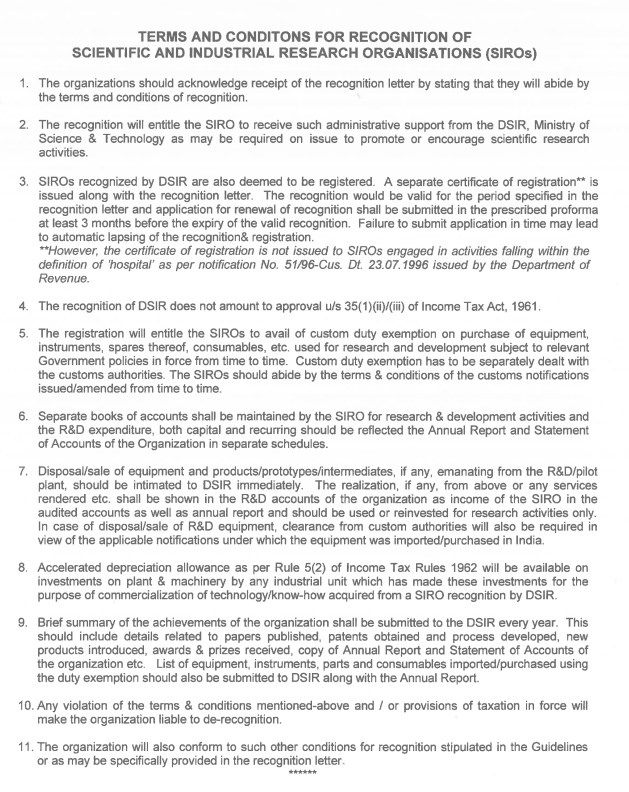 TERMS AND CONDITONS FOR RECOGNITION OF
SCIENTIFIC AND INDUSTRIAL RESEARCH ORGANISATIONS (SIROs)
1. The organizations should acknowledge receipt of the recognition letter by stating that they will abide by
the terms and conditions of recognition.
2. The recognition will entitle the SIRO to receive such administrative support from the DSIR, Ministry of
Science & Technology as may be required on issue to promote or encourage scientific research
activities.
3. SIROs recognized by DSIR are also deemed to be registered. A separate certificate of registration** is
issued along with the recognition letter. The recognition would be valid for the period specified in the
recognition letter and application for renewal of recognition shall be submitted in the prescribed proforma
at least 3 months before the expiry of the valid recognition. Failure to submit application in time may lead
to automatic lapsing of the recognition& registration.
**However, the certificate of registration is not issued to SIROs engaged in activities falling within the
definition of 'hospital' as per notification No. 51/96-Cus. Dt. 23.07.1996 issued by the Department of
Revenue.
4. The recognition of DSIR does not amount to approval u/s 35(1)(ii)/(iii) of Income Tax Act, 1961.
5. The registration will entitle the SIROs to avail of custom duty exemption on purchase of equipment,
instruments, spares thereof, consumables, etc. used for research and development subject to relevant
Government policies in force from time to time. Custom duty exemption has to be separately dealt with
the customs authorities. The SIROs should abide by the terms & conditions of the customs notifications
issued/amended from time to time.
6. Separate books of accounts shall be maintained by the SIRO for research & development activities and
the R&D expenditure, both capital and recurring should be reflected the Annual Report and Statement
of Accounts of the Organization in separate schedules.
7. Disposal/sale of equipment and products/prototypes/intermediates, if any, emanating from the R&D/pilot
plant, should be intimated to DSIR immediately. The realization, if any, from above or any services
rendered etc. shall be shown in the R&D accounts of the organization as income of the SIRO in the
audited accounts as well as annual report and should be used or reinvested for research activities only.
In case of disposal/sale of R&D equipment, clearance from custom authorities will also be required in
view of the applicable notifications under which the equipment was imported/purchased in India.
8. Accelerated depreciation allowance as per Rule 5(2) of Income Tax Rules 1962 will be available on
investments on plant & machinery by any industrial unit which has made these investments for the
purpose of commercialization of technology/know-how acquired from a SIRO recognition by DSIR.
9. Brief summary of the achievements of the organization shall be submitted to the DSIR every year. This
should include details related to papers published, patents obtained and process developed, new
products introduced, awards & prizes received, copy of Annual Report and Statement of Accounts of
the organization etc. List of equipment, instruments, parts and consumables imported/purchased using
the duty exemption should also be submitted to DSIR along with the Annual Report.
10. Any violation of the terms & conditions mentioned-above and / or provisions of taxation in force will
make the organization liable to de-recognition.
11. The organization will also conform to such other conditions for recognition stipulated in the Guidelines
or as may be specifically provided in the recognition letter.
******